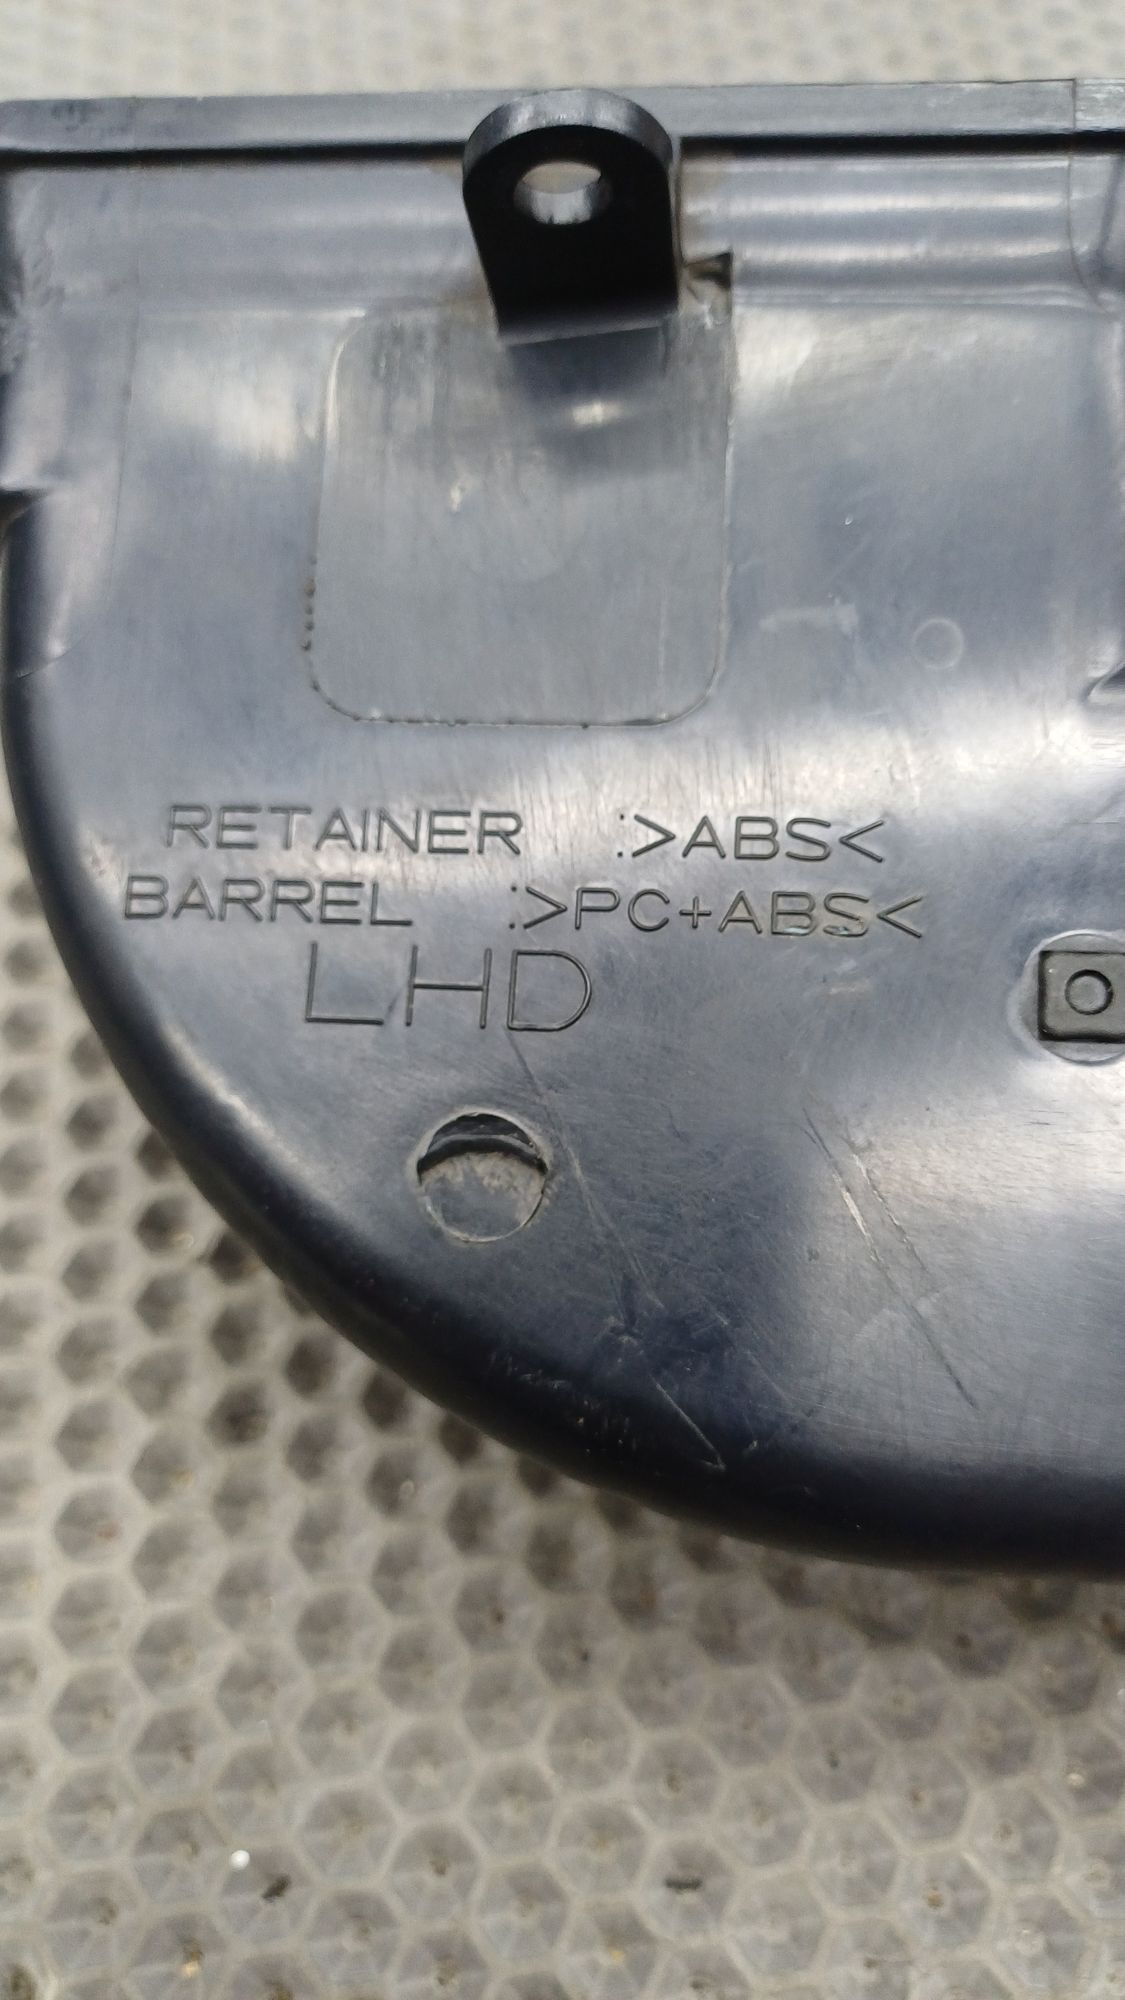 RETAINER :>ABS<
BARREL :>PC+ABS<
LHD